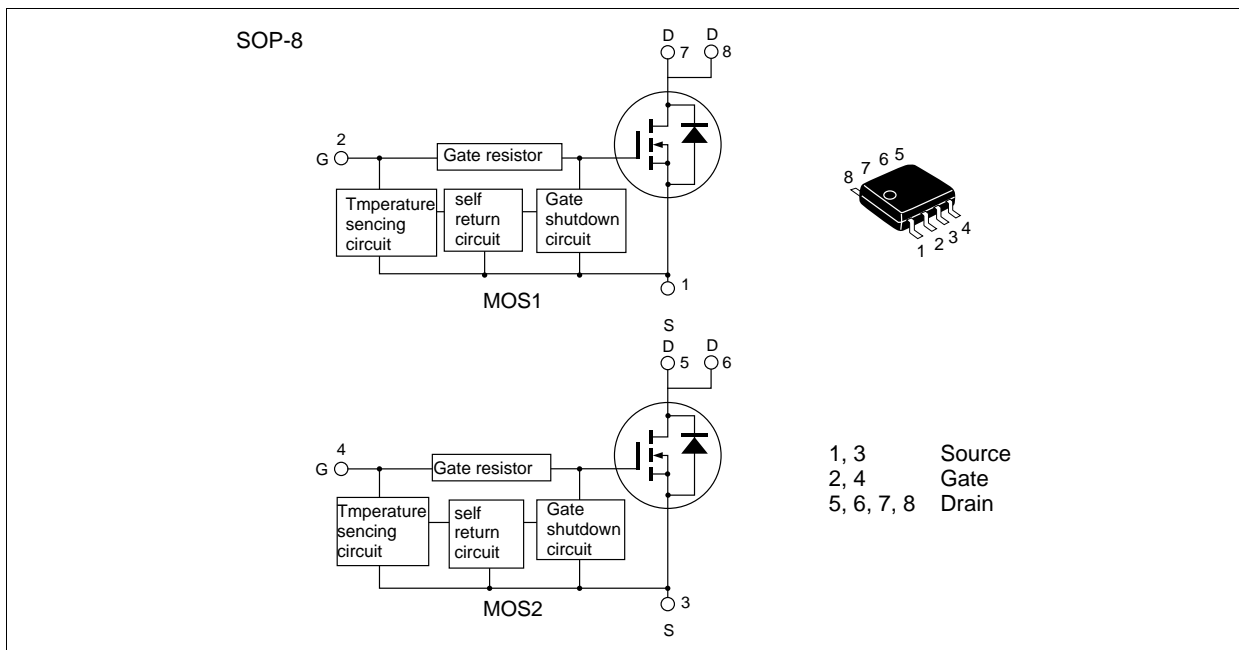 SOP-8
D D
7 8
2
G
Gate resistor
Tmperature
sencing
circuit
self
return
circuit
Gate
shutdown
circuit
1
MOS1
S
8 7 6 5
1 2 3 4
D D
5 6
4
G
Gate resistor
Tmperature
sencing
circuit
self
return
circuit
Gate
shutdown
circuit
3
MOS2
S
1, 3 Source
2, 4 Gate
5, 6, 7, 8 Drain